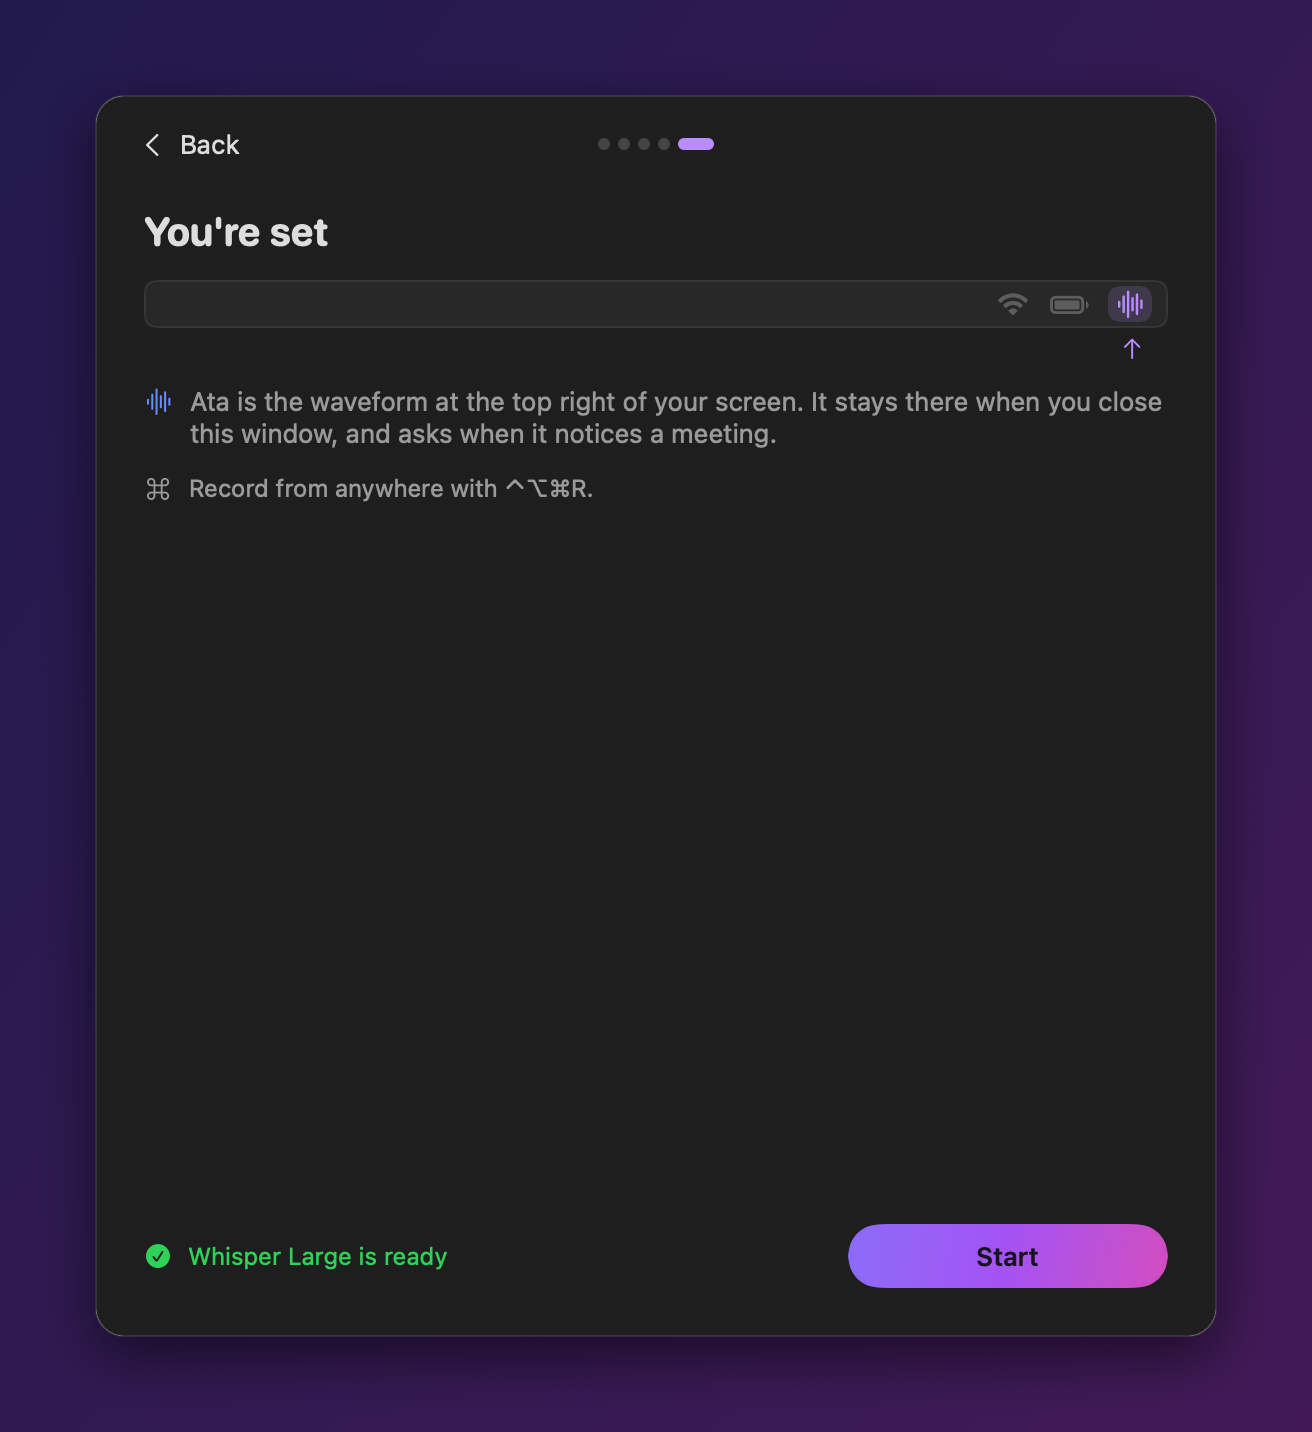 Back
You're set
Ata is the waveform at the top right of your screen. It stays there when you close
this window, and asks when it notices a meeting.
Record from anywhere with ⌃⌥⌘R.
Whisper Large is ready
Start